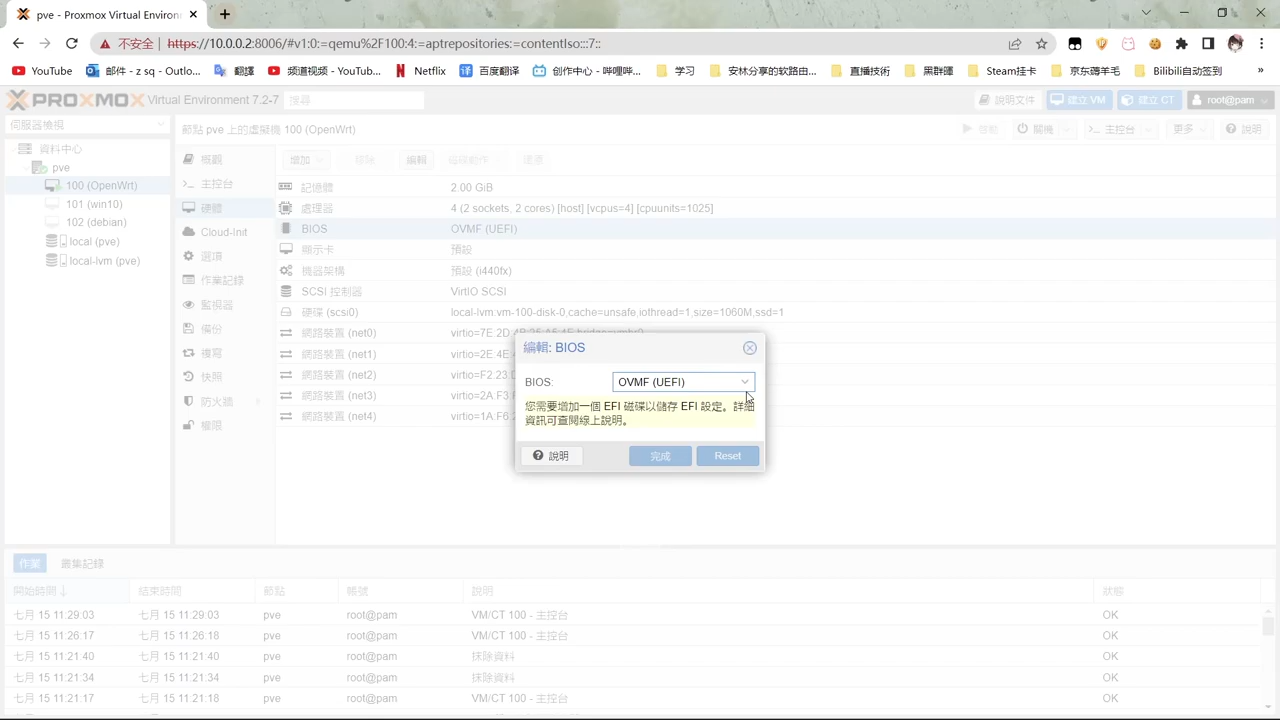 pve - Proxmox Virtual Environ
不安全
https://10.0.0.2:8006/#v1:0:=qemu%2F100:4:=aptrepositories:=contentIso:::7::
YouTube
邮件 - z sq - Outlo...
翻譯
频道视频 - YouTub...
Netflix
百度翻译
创作中心 - 哔哩哔...
学习
安林分享的软路由...
直播技術
黑群暉
Steam挂卡
京东薅羊毛
Bilibili自动签到
»
PROXMOX Virtual Environment 7.2-7
搜尋
說明文件
建立 VM
建立 CT
root@pam
伺服器檢視
節點 pve 上的虛擬機 100 (OpenWrt)
啟動
關機
主控台
更多
說明
資料中心
pve
100 (OpenWrt)
101 (win10)
102 (debian)
local (pve)
local-lvm (pve)
概觀
主控台
硬體
Cloud-Init
選項
作業記錄
監視器
備份
複寫
快照
防火牆
權限
增加
移除
編輯
磁碟動作
還原
記憶體
2.00 GiB
處理器
4 (2 sockets, 2 cores) [host] [vcpus=4] [cpuunits=1025]
BIOS
OVMF (UEFI)
顯示卡
預設
機器架構
預設 (i440fx)
SCSI 控制器
VirtIO SCSI
硬碟 (scsi0)
local-lvm:vm-100-disk-0,cache=unsafe,iothread=1,size=1060M,ssd=1
網路裝置 (net0)
網路裝置 (net1)
virtio=2E:4E
網路裝置 (net2)
virtio=F2:23
網路裝置 (net3)
virtio=2A:F3
網路裝置 (net4)
virtio=1A:F6
編輯: BIOS
BIOS:
OVMF (UEFI)
您需要增加一個 EFI 磁碟以儲存 EFI 設定。詳細
資訊可查閱線上說明。
說明
完成
Reset
作業
叢集記錄
開始時間
結束時間
節點
帳號
說明
狀態
七月 15 11:29:03
七月 15 11:29:03
pve
root@pam
VM/CT 100 - 主控台
OK
七月 15 11:26:17
七月 15 11:26:18
pve
root@pam
VM/CT 100 - 主控台
OK
七月 15 11:21:40
七月 15 11:21:40
pve
root@pam
抹除資料
OK
七月 15 11:21:34
七月 15 11:21:34
pve
root@pam
抹除資料
OK
七月 15 11:21:17
七月 15 11:21:18
pve
root@pam
VM/CT 100 - 主控台
OK